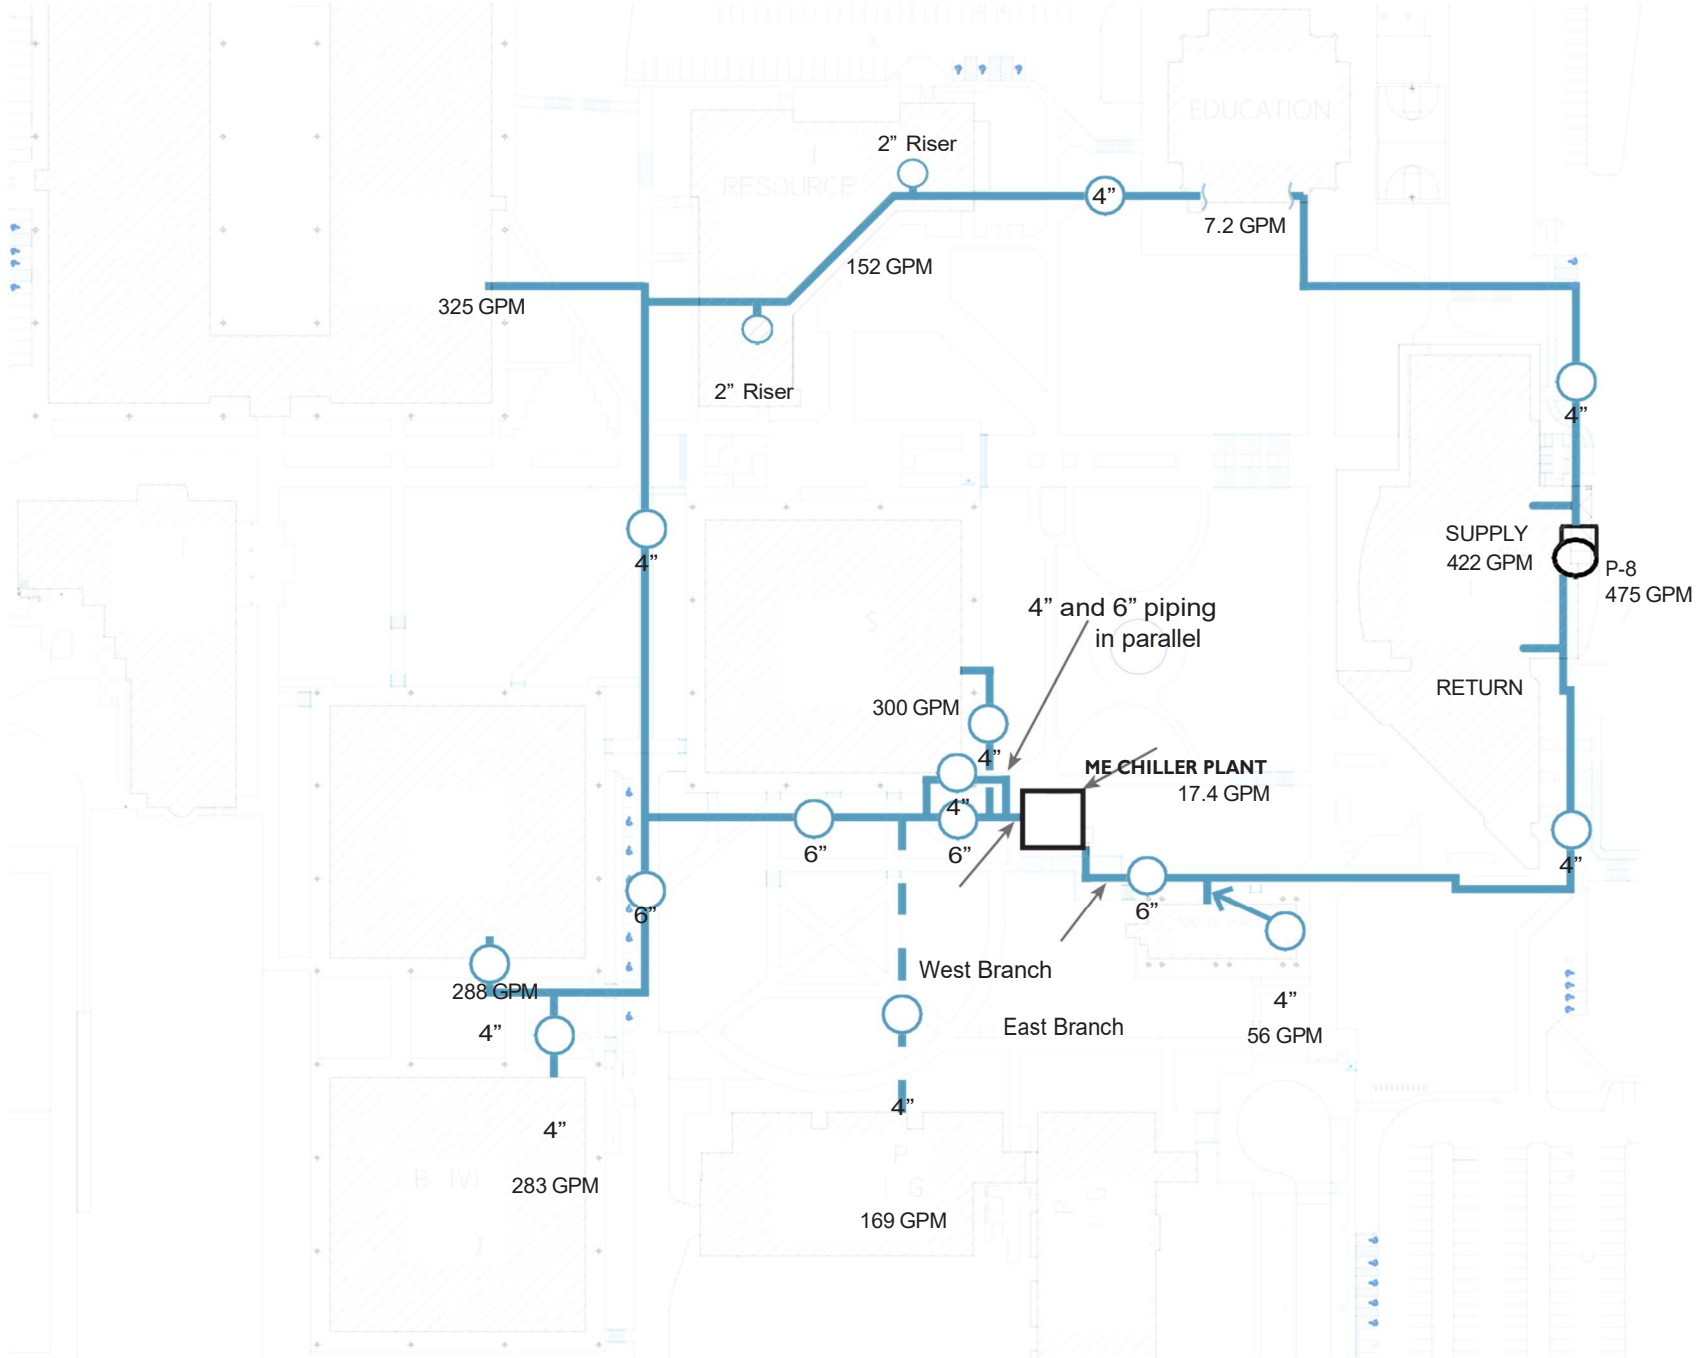 EDUCATION
2” Riser
RESOURCE
4”
7.2 GPM
152 GPM
325 GPM
2” Riser
4”
4”
SUPPLY
422 GPM
P-8
475 GPM
4” and 6” piping
in parallel
S
RETURN
300 GPM
4”
ME CHILLER PLANT
17.4 GPM
4”
6”
6”
4”
6”
6”
West Branch
288 GPM
4”
East Branch
4”
56 GPM
4”
4”
283 GPM
169 GPM